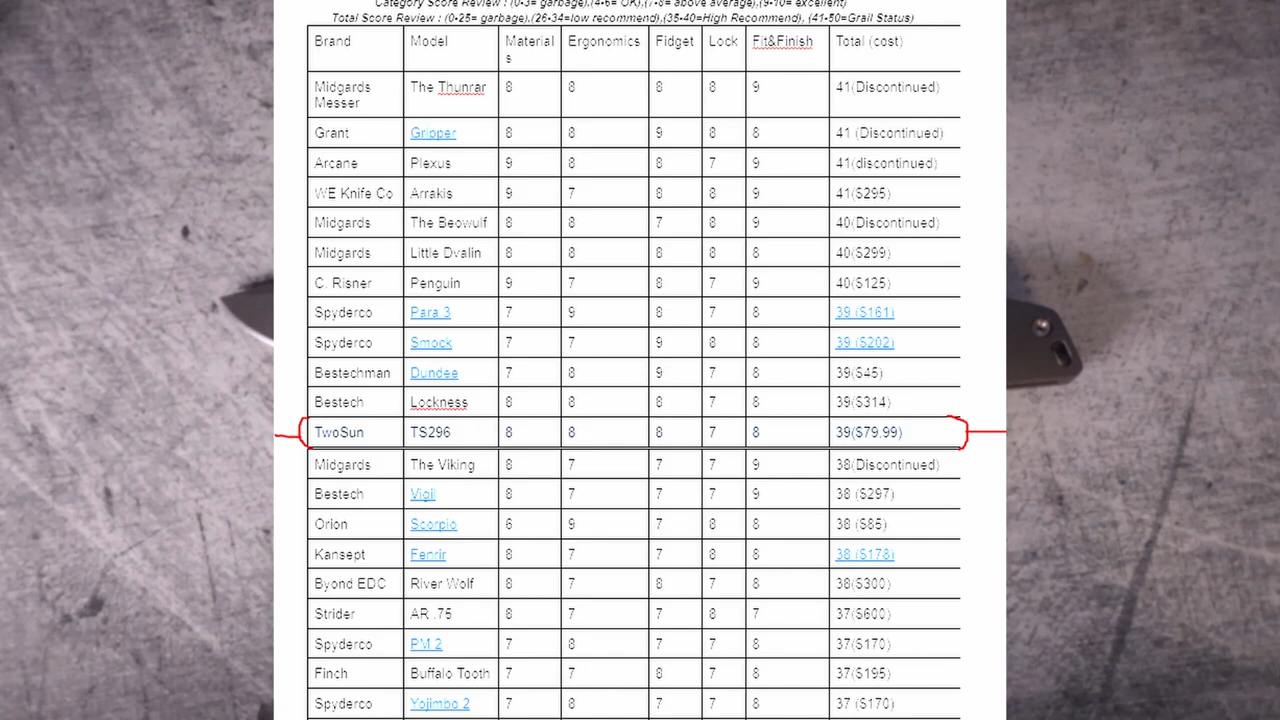 Category Score Review : (0-3= garbage),(4-6= OK),(7-8= above average),(9-10= excellent)
Total Score Review : (0-25= garbage),(26-34=low recommend),(35-40=High Recommend), (41-50=Grail Status)
Brand Model Materials Ergonomics Fidget Lock Fit&Finish Total (cost)
Midgards Messer The Thunrar 8 8 8 8 9 41(Discontinued)
Grant Gripper 8 8 9 8 8 41 (Discontinued)
Arcane Plexus 9 8 8 7 9 41(discontinued)
WE Knife Co Arrakis 9 7 8 8 9 41($295)
Midgards The Beowulf 8 8 7 8 9 40(Discontinued)
Midgards Little Dvalin 8 8 8 8 8 40($299)
C. Risner Penguin 9 7 8 7 9 40($125)
Spyderco Para 3 7 9 8 7 8 39 ($161)
Spyderco Smock 7 7 9 8 8 39 ($202)
Bestechman Dundee 7 8 9 7 8 39($45)
Bestech Lockness 8 8 8 7 8 39($314)
TwoSun TS296 8 8 8 7 8 39($79.99)
Midgards The Viking 8 7 7 7 9 38(Discontinued)
Bestech Vigil 8 7 7 7 9 38 ($297)
Orion Scorpio 6 9 7 8 8 38 ($85)
Kansept Fenrir 8 7 7 8 8 38 ($178)
Byond EDC River Wolf 8 7 8 7 8 38($300)
Strider AR .75 8 7 7 8 7 37($600)
Spyderco PM 2 7 8 7 7 8 37($170)
Finch Buffalo Tooth 7 7 8 7 8 37($195)
Spyderco Yojimbo 2 7 8 7 7 8 37 ($170)